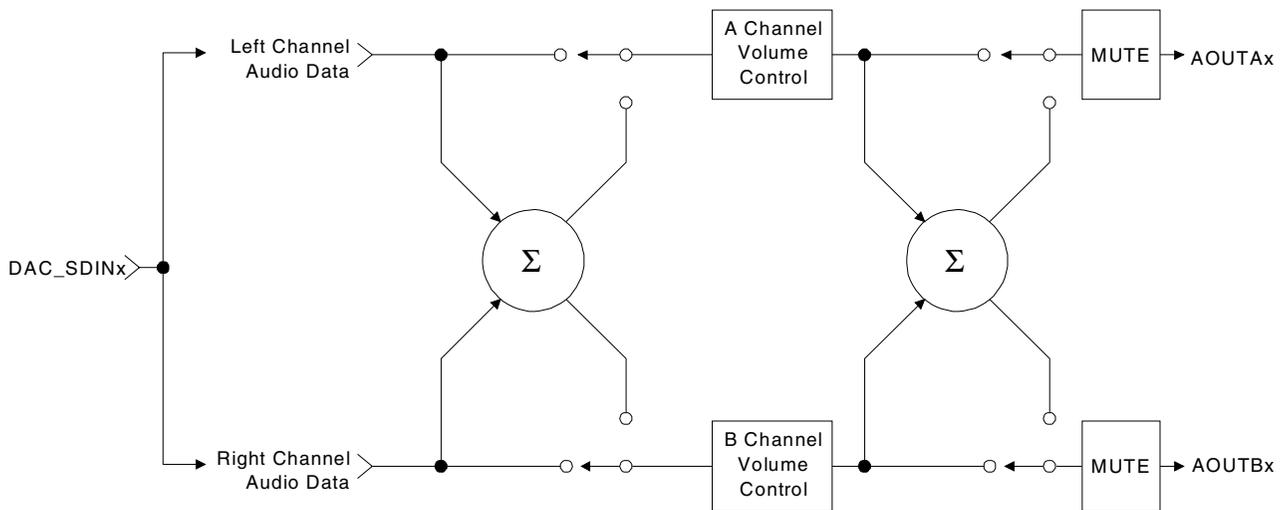 Left Channel
Audio Data
A Channel
Volume
Control
MUTE
AOUTAx
DAC_SDINx
Σ
Σ
Right Channel
Audio Data
B Channel
Volume
Control
MUTE
AOUTBx